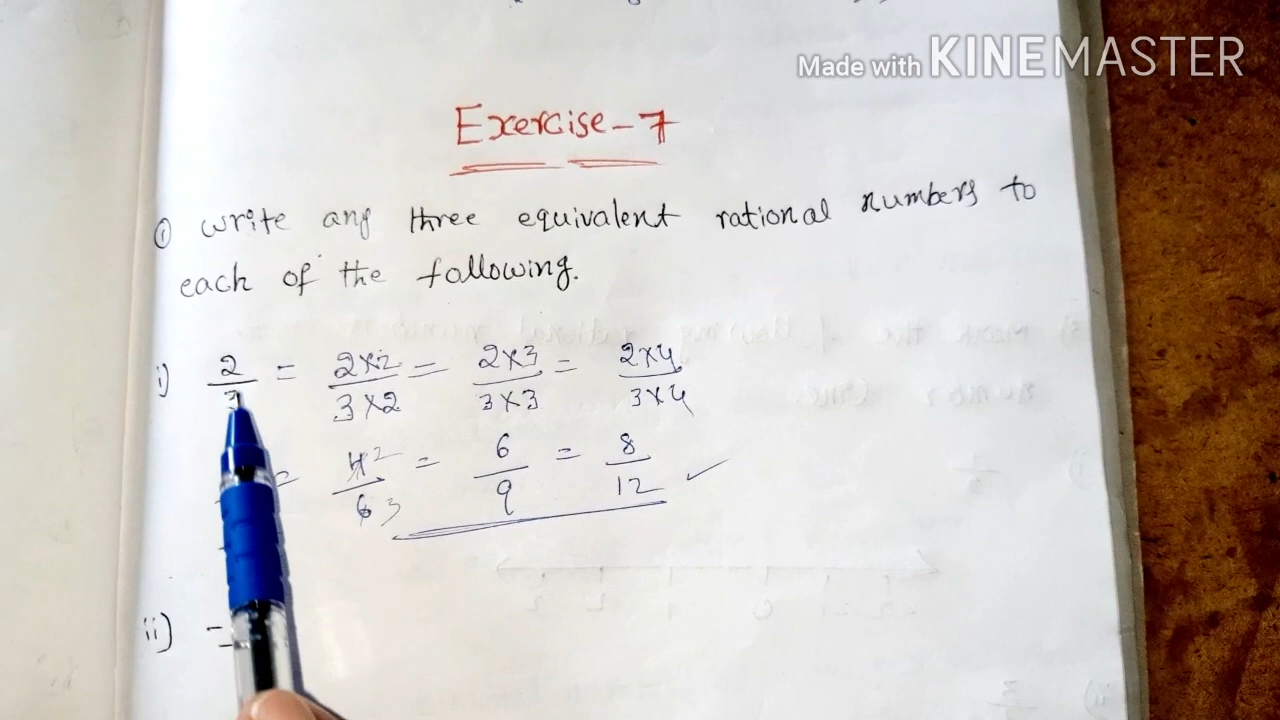 Made with KINEMASTER
Exercise-7
① write any three equivalent rational numbers to
each of the following.
i) 2/3 = 2×2/3×2 = 2×3/3×3 = 2×4/3×4
= 4 2/6 3 = 6/9 = 8/12 ✓
ii)